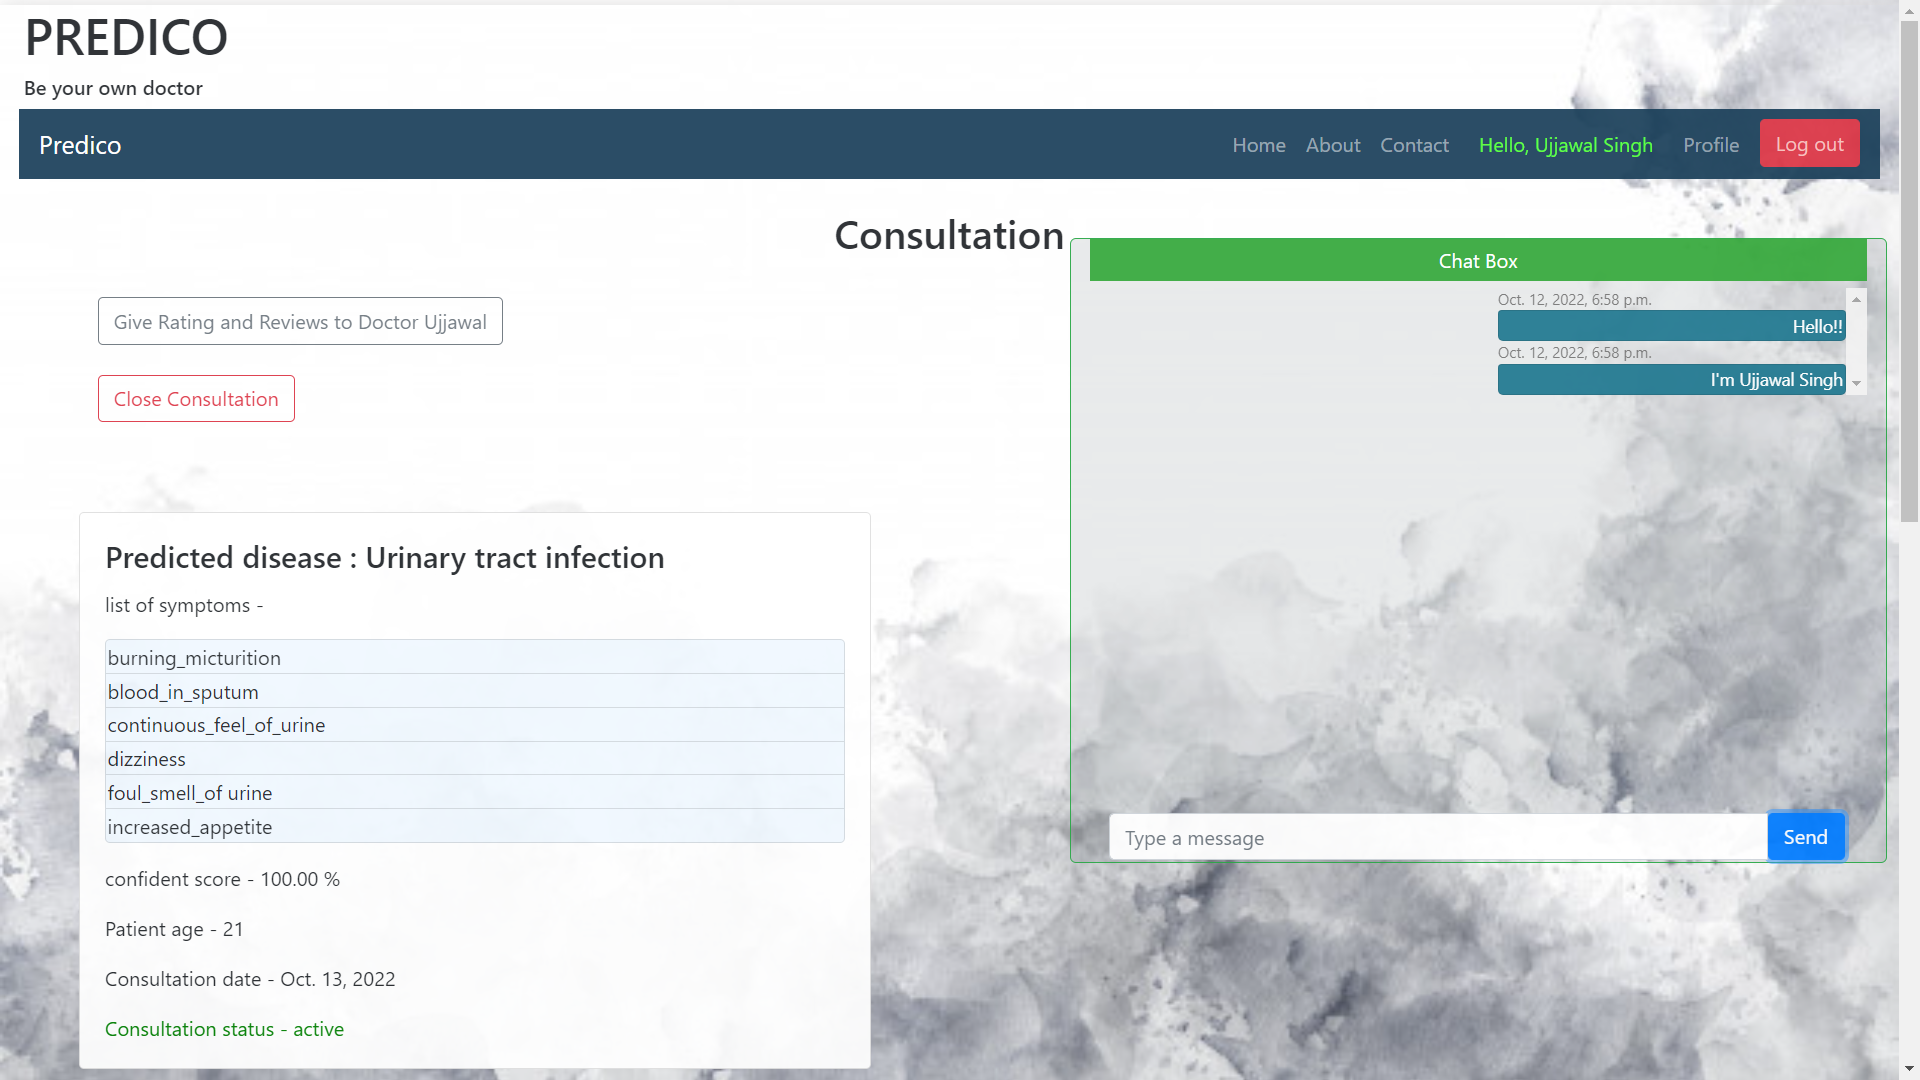 PREDICO
Be your own doctor
Predico
Home
About
Contact
Hello, Ujjawal Singh
Profile
Log out
Consultation
Give Rating and Reviews to Doctor Ujjawal
Close Consultation
Chat Box
Oct. 12, 2022, 6:58 p.m.
Hello!!
Oct. 12, 2022, 6:58 p.m.
I'm Ujjawal Singh
Type a message
Send
Predicted disease : Urinary tract infection
list of symptoms -
burning_micturition
blood_in_sputum
continuous_feel_of_urine
dizziness
foul_smell_of urine
increased_appetite
confident score - 100.00 %
Patient age - 21
Consultation date - Oct. 13, 2022
Consultation status - active